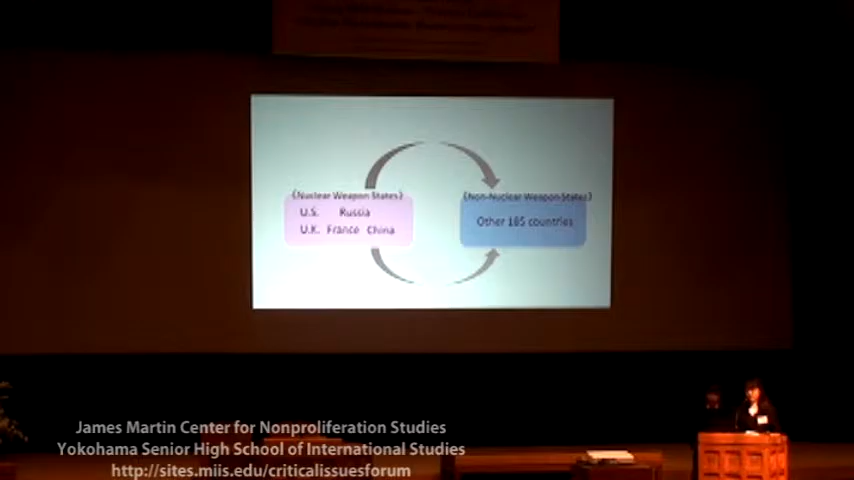 (Nuclear Weapon States)
U.S. Russia
U.K. France China
(Non-Nuclear Weapon States)
Other 185 countries
James Martin Center for Nonproliferation Studies
Yokohama Senior High School of International Studies
http://sites.miis.edu/criticalissuesforum